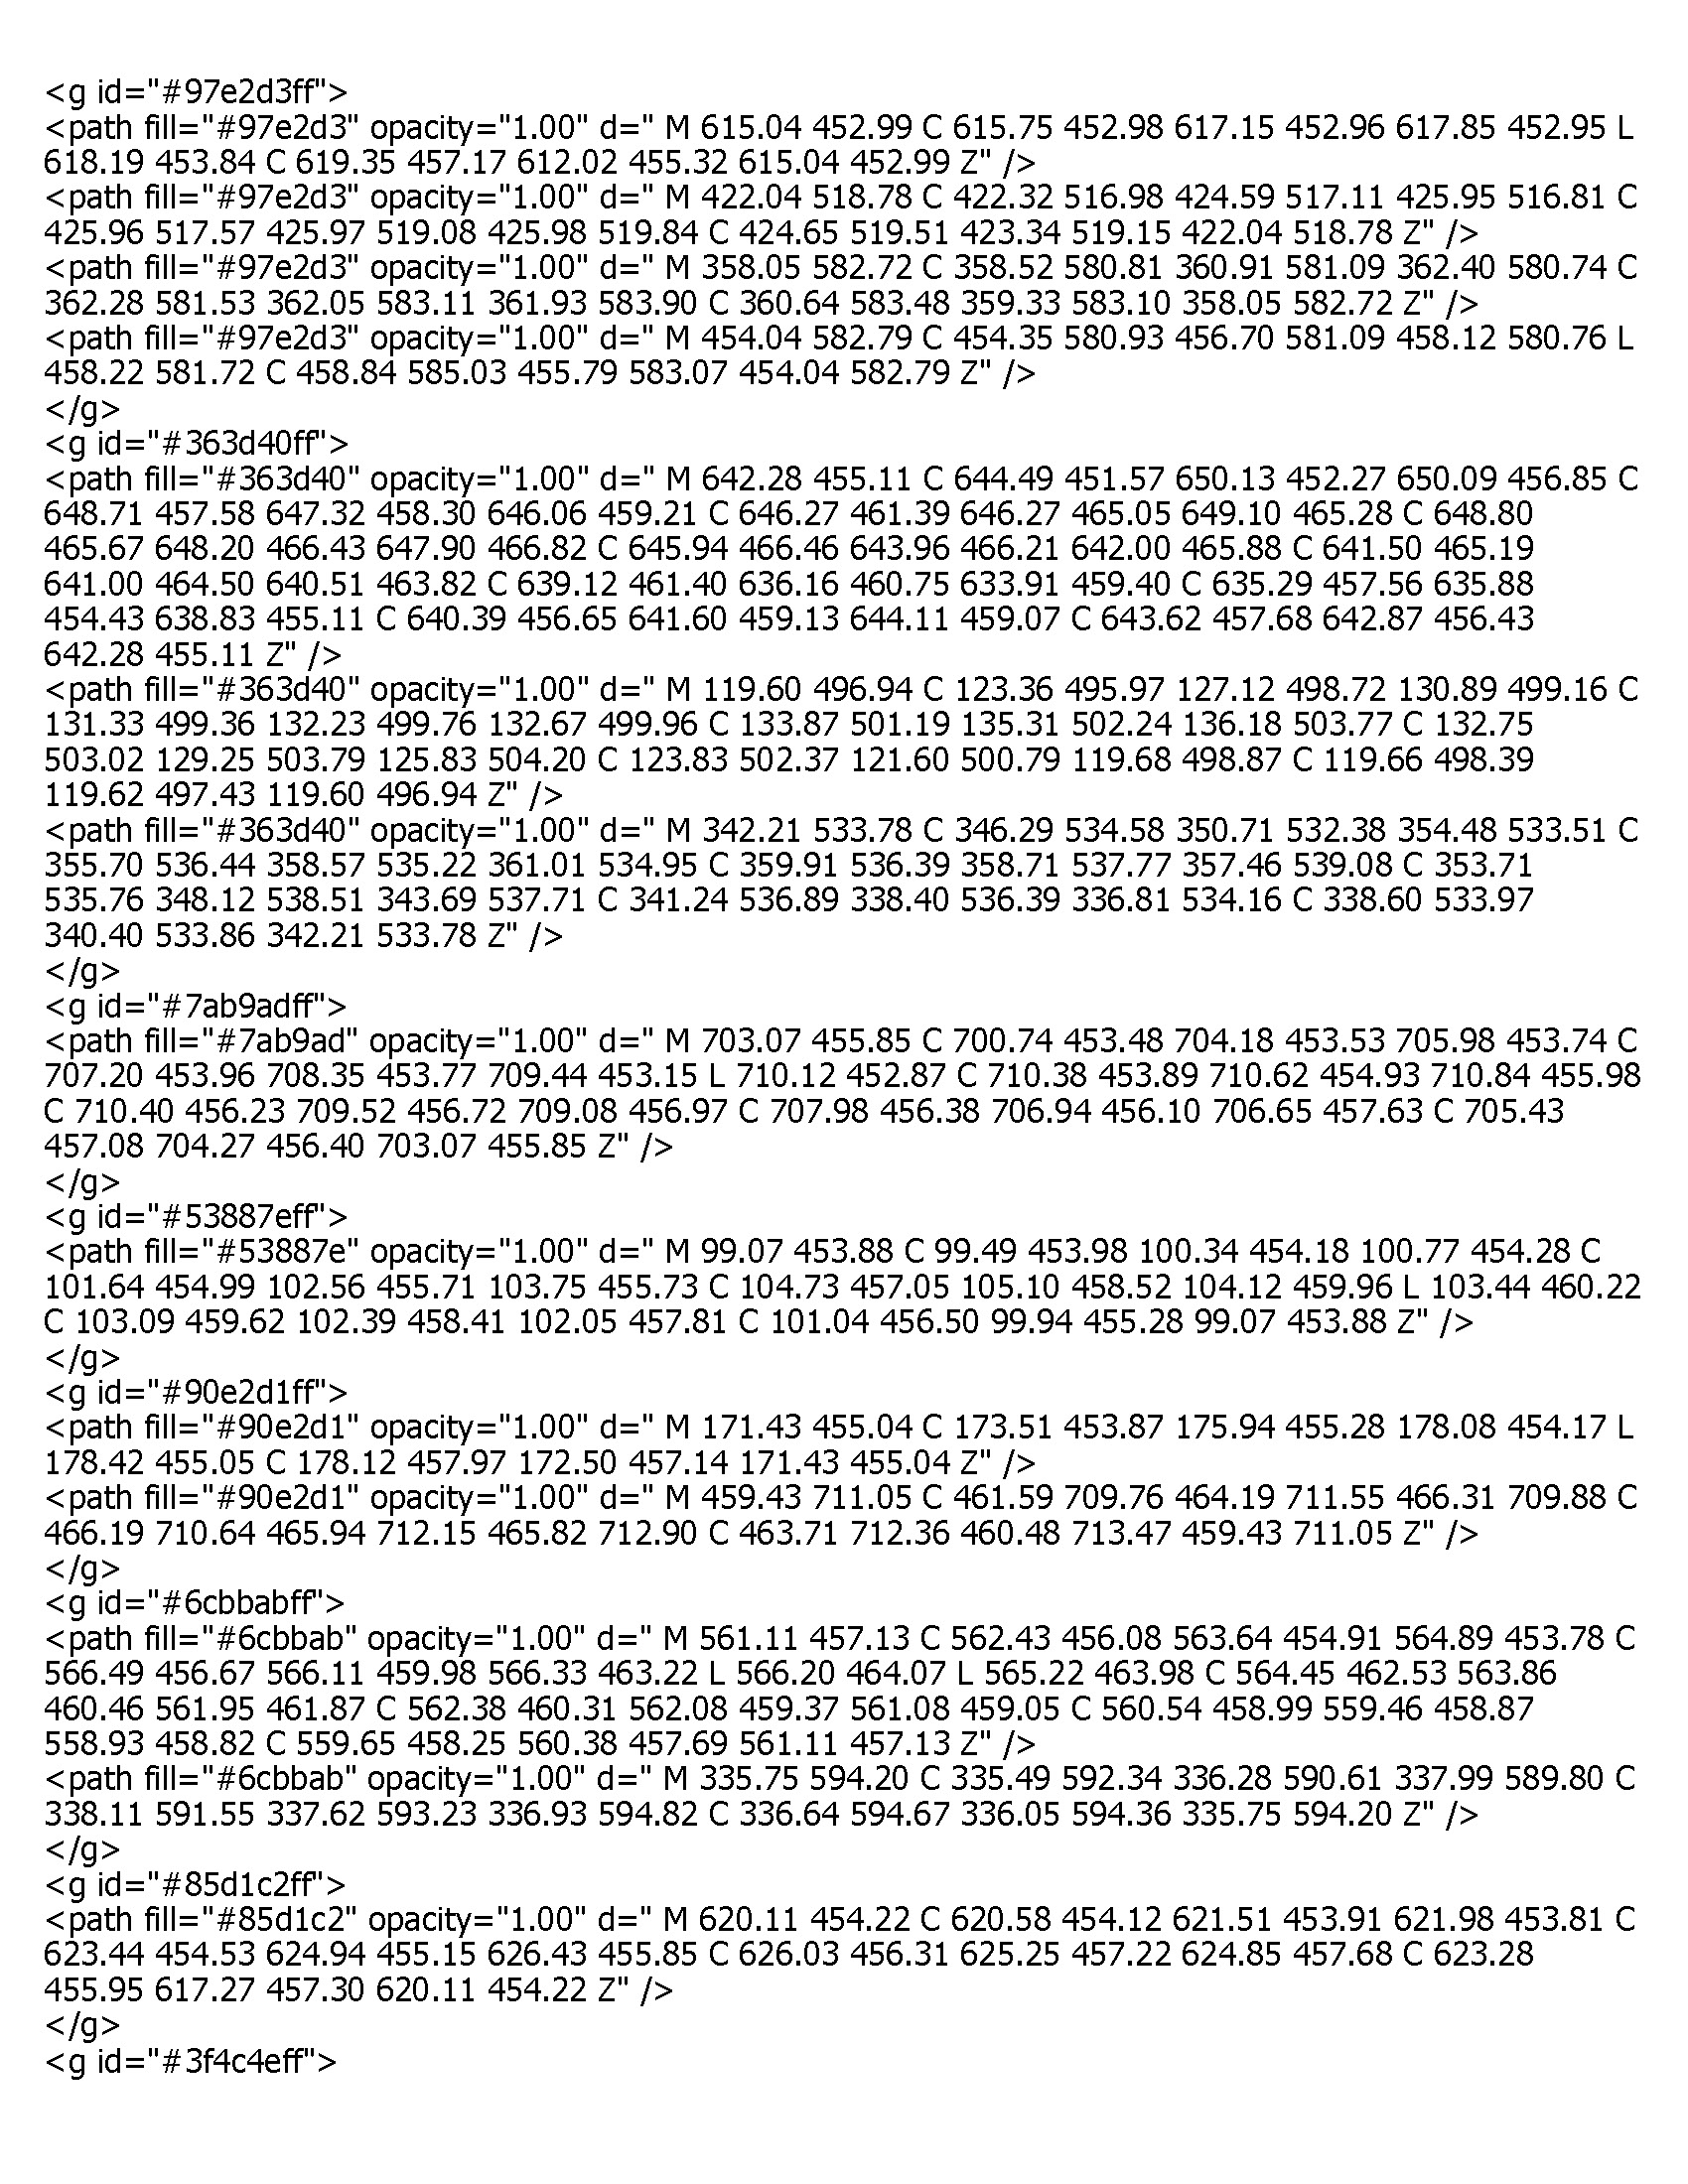 <g id="#97e2d3ff">
<path fill="#97e2d3" opacity="1.00" d=" M 615.04 452.99 C 615.75 452.98 617.15 452.96 617.85 452.95 L
618.19 453.84 C 619.35 457.17 612.02 455.32 615.04 452.99 Z" />
<path fill="#97e2d3" opacity="1.00" d=" M 422.04 518.78 C 422.32 516.98 424.59 517.11 425.95 516.81 C
425.96 517.57 425.97 519.08 425.98 519.84 C 424.65 519.51 423.34 519.15 422.04 518.78 Z" />
<path fill="#97e2d3" opacity="1.00" d=" M 358.05 582.72 C 358.52 580.81 360.91 581.09 362.40 580.74 C
362.28 581.53 362.05 583.11 361.93 583.90 C 360.64 583.48 359.33 583.10 358.05 582.72 Z" />
<path fill="#97e2d3" opacity="1.00" d=" M 454.04 582.79 C 454.35 580.93 456.70 581.09 458.12 580.76 L
458.22 581.72 C 458.84 585.03 455.79 583.07 454.04 582.79 Z" />
</g>
<g id="#363d40ff">
<path fill="#363d40" opacity="1.00" d=" M 642.28 455.11 C 644.49 451.57 650.13 452.27 650.09 456.85 C
648.71 457.58 647.32 458.30 646.06 459.21 C 646.27 461.39 646.27 465.05 649.10 465.28 C 648.80
465.67 648.20 466.43 647.90 466.82 C 645.94 466.46 643.96 466.21 642.00 465.88 C 641.50 465.19
641.00 464.50 640.51 463.82 C 639.12 461.40 636.16 460.75 633.91 459.40 C 635.29 457.56 635.88
454.43 638.83 455.11 C 640.39 456.65 641.60 459.13 644.11 459.07 C 643.62 457.68 642.87 456.43
642.28 455.11 Z" />
<path fill="#363d40" opacity="1.00" d=" M 119.60 496.94 C 123.36 495.97 127.12 498.72 130.89 499.16 C
131.33 499.36 132.23 499.76 132.67 499.96 C 133.87 501.19 135.31 502.24 136.18 503.77 C 132.75
503.02 129.25 503.79 125.83 504.20 C 123.83 502.37 121.60 500.79 119.68 498.87 C 119.66 498.39
119.62 497.43 119.60 496.94 Z" />
<path fill="#363d40" opacity="1.00" d=" M 342.21 533.78 C 346.29 534.58 350.71 532.38 354.48 533.51 C
355.70 536.44 358.57 535.22 361.01 534.95 C 359.91 536.39 358.71 537.77 357.46 539.08 C 353.71
535.76 348.12 538.51 343.69 537.71 C 341.24 536.89 338.40 536.39 336.81 534.16 C 338.60 533.97
340.40 533.86 342.21 533.78 Z" />
</g>
<g id="#7ab9adff">
<path fill="#7ab9ad" opacity="1.00" d=" M 703.07 455.85 C 700.74 453.48 704.18 453.53 705.98 453.74 C
707.20 453.96 708.35 453.77 709.44 453.15 L 710.12 452.87 C 710.38 453.89 710.62 454.93 710.84 455.98
C 710.40 456.23 709.52 456.72 709.08 456.97 C 707.98 456.38 706.94 456.10 706.65 457.63 C 705.43
457.08 704.27 456.40 703.07 455.85 Z" />
</g>
<g id="#53887eff">
<path fill="#53887e" opacity="1.00" d=" M 99.07 453.88 C 99.49 453.98 100.34 454.18 100.77 454.28 C
101.64 454.99 102.56 455.71 103.75 455.73 C 104.73 457.05 105.10 458.52 104.12 459.96 L 103.44 460.22
C 103.09 459.62 102.39 458.41 102.05 457.81 C 101.04 456.50 99.94 455.28 99.07 453.88 Z" />
</g>
<g id="#90e2d1ff">
<path fill="#90e2d1" opacity="1.00" d=" M 171.43 455.04 C 173.51 453.87 175.94 455.28 178.08 454.17 L
178.42 455.05 C 178.12 457.97 172.50 457.14 171.43 455.04 Z" />
<path fill="#90e2d1" opacity="1.00" d=" M 459.43 711.05 C 461.59 709.76 464.19 711.55 466.31 709.88 C
466.19 710.64 465.94 712.15 465.82 712.90 C 463.71 712.36 460.48 713.47 459.43 711.05 Z" />
</g>
<g id="#6cbbabff">
<path fill="#6cbbab" opacity="1.00" d=" M 561.11 457.13 C 562.43 456.08 563.64 454.91 564.89 453.78 C
566.49 456.67 566.11 459.98 566.33 463.22 L 566.20 464.07 L 565.22 463.98 C 564.45 462.53 563.86
460.46 561.95 461.87 C 562.38 460.31 562.08 459.37 561.08 459.05 C 560.54 458.99 559.46 458.87
558.93 458.82 C 559.65 458.25 560.38 457.69 561.11 457.13 Z" />
<path fill="#6cbbab" opacity="1.00" d=" M 335.75 594.20 C 335.49 592.34 336.28 590.61 337.99 589.80 C
338.11 591.55 337.62 593.23 336.93 594.82 C 336.64 594.67 336.05 594.36 335.75 594.20 Z" />
</g>
<g id="#85d1c2ff">
<path fill="#85d1c2" opacity="1.00" d=" M 620.11 454.22 C 620.58 454.12 621.51 453.91 621.98 453.81 C
623.44 454.53 624.94 455.15 626.43 455.85 C 626.03 456.31 625.25 457.22 624.85 457.68 C 623.28
455.95 617.27 457.30 620.11 454.22 Z" />
</g>
<g id="#3f4c4eff">